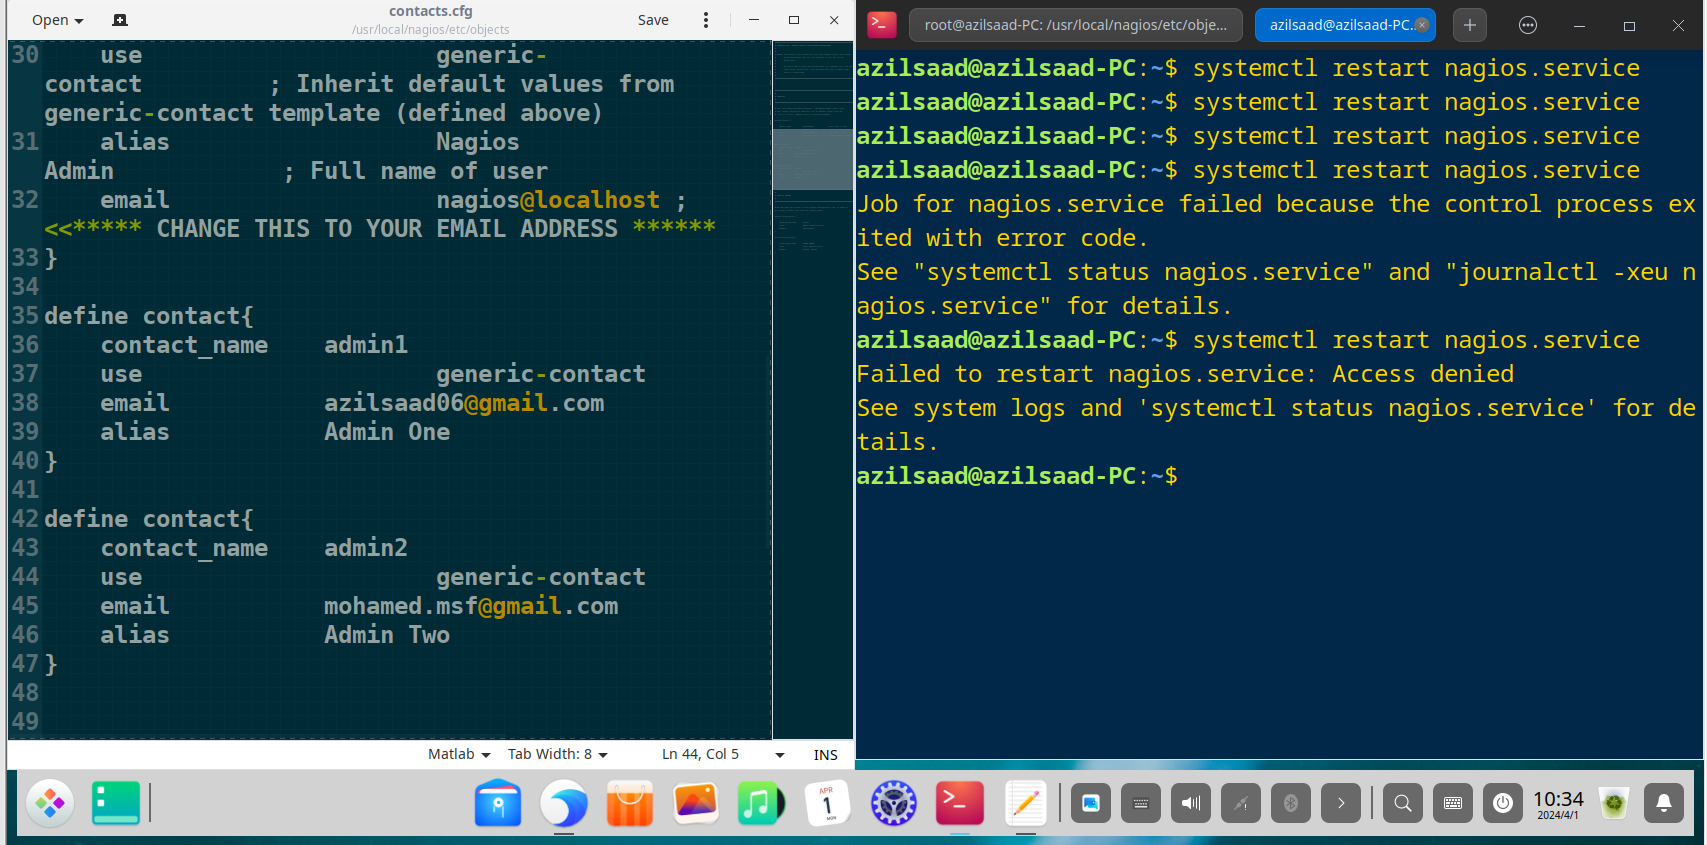 Open
contacts.cfg
/usr/local/nagios/etc/objects
Save
30     use                     generic-
contact         ; Inherit default values from
generic-contact template (defined above)
31     alias                   Nagios
Admin            ; Full name of user
32     email                   nagios@localhost ;
<<***** CHANGE THIS TO YOUR EMAIL ADDRESS ******
33 }
34
35 define contact{
36     contact_name    admin1
37     use                     generic-contact
38     email           azilsaad06@gmail.com
39     alias           Admin One
40 }
41
42 define contact{
43     contact_name    admin2
44     use                     generic-contact
45     email           mohamed.msf@gmail.com
46     alias           Admin Two
47 }
48
49
Matlab
Tab Width: 8
Ln 44, Col 5
INS
root@azilsaad-PC: /usr/local/nagios/etc/obje...
azilsaad@azilsaad-PC...
azilsaad@azilsaad-PC:~$ systemctl restart nagios.service
azilsaad@azilsaad-PC:~$ systemctl restart nagios.service
azilsaad@azilsaad-PC:~$ systemctl restart nagios.service
azilsaad@azilsaad-PC:~$ systemctl restart nagios.service
Job for nagios.service failed because the control process ex
ited with error code.
See "systemctl status nagios.service" and "journalctl -xeu n
agios.service" for details.
azilsaad@azilsaad-PC:~$ systemctl restart nagios.service
Failed to restart nagios.service: Access denied
See system logs and 'systemctl status nagios.service' for de
tails.
azilsaad@azilsaad-PC:~$
APR
1
MON
10:34
2024/4/1